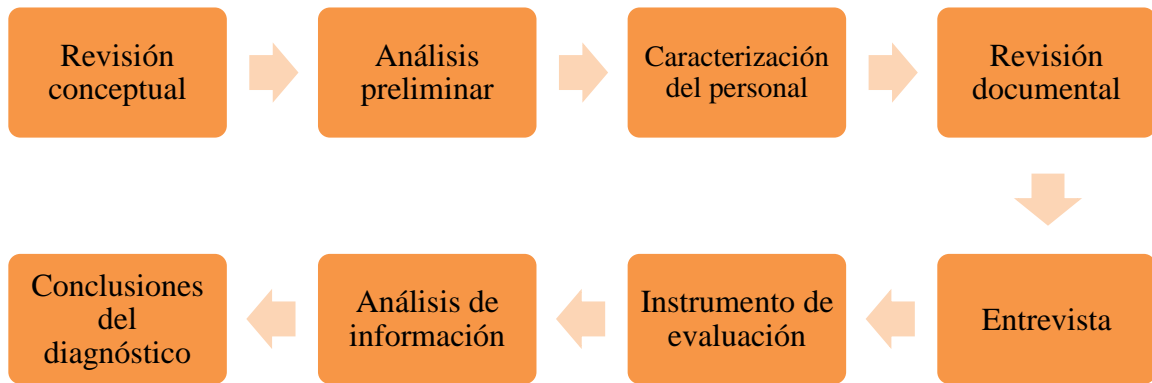 Revisión
conceptual
Análisis
preliminar
Caracterización
del personal
Revisión
documental
Entrevista
Instrumento de
evaluación
Análisis de
información
Conclusiones
del
diagnóstico